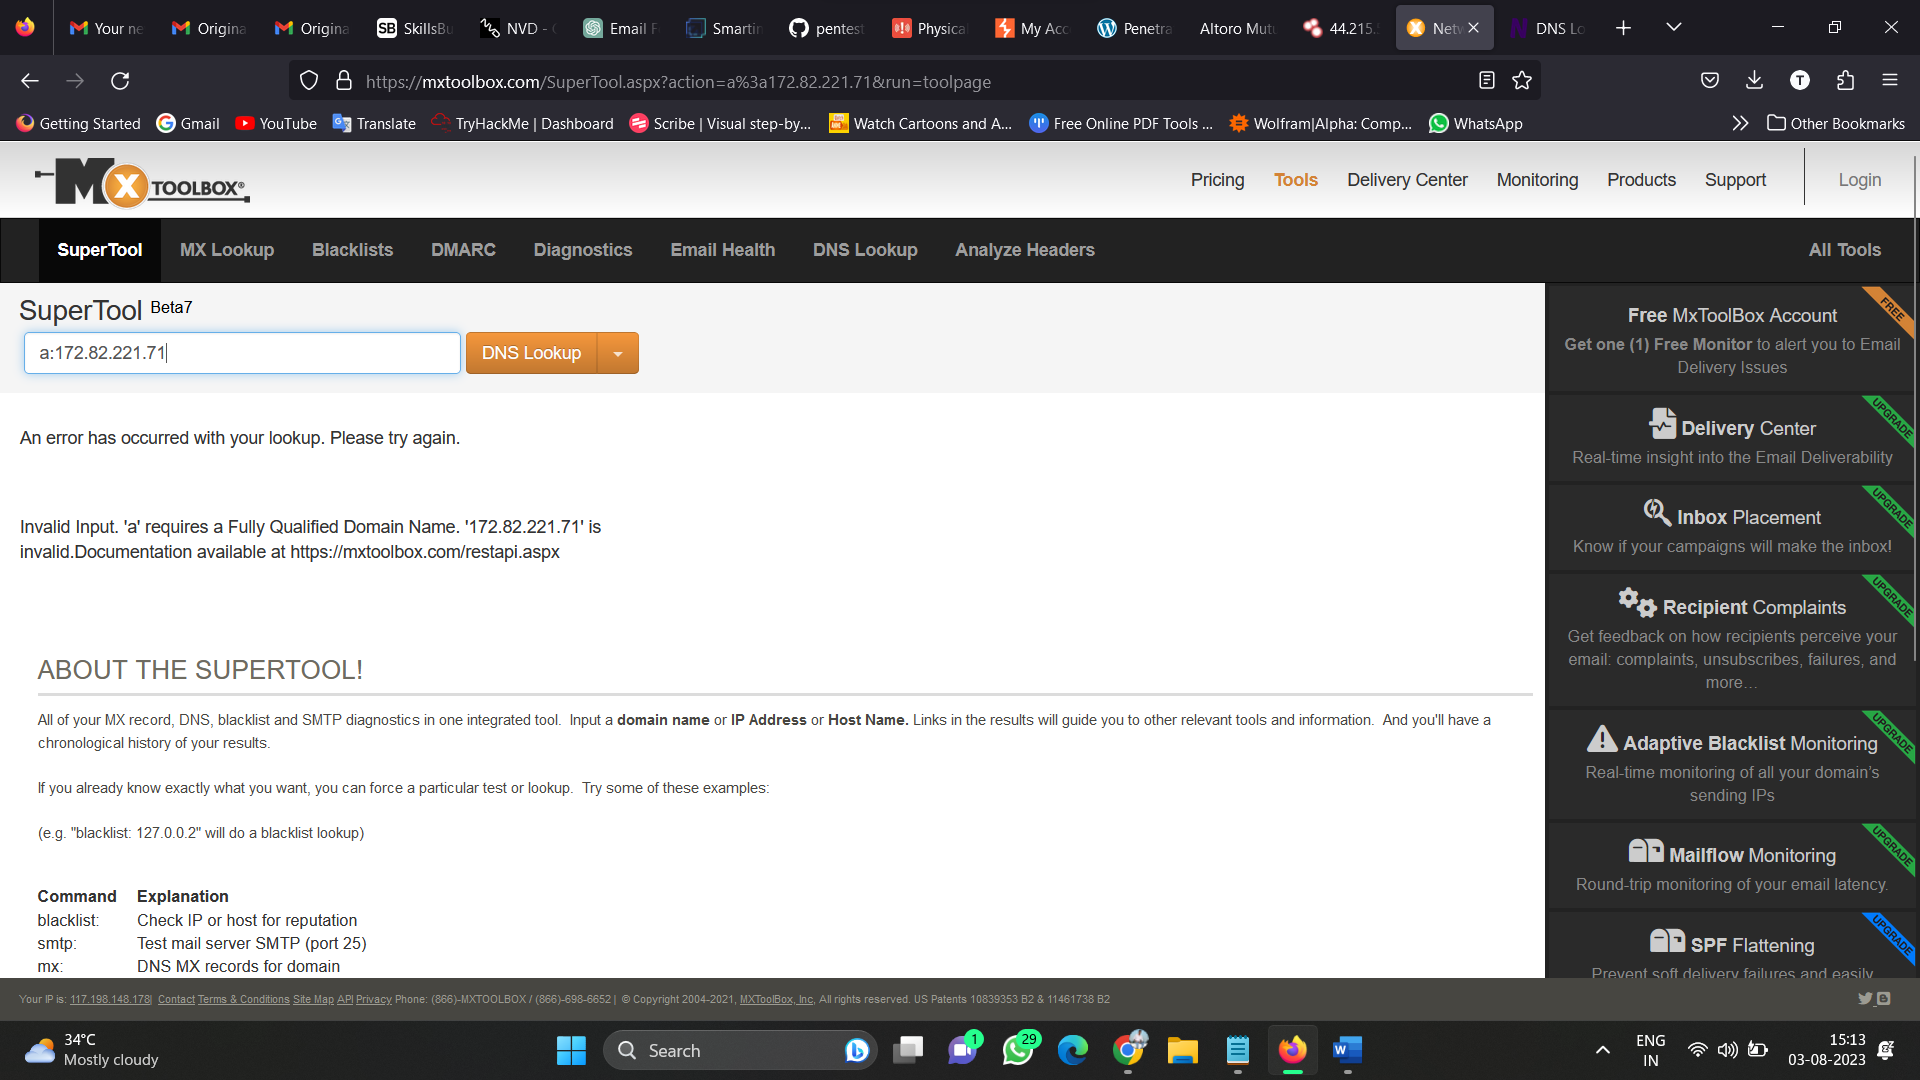 Your ne
Origina
Origina
SB SkillsBu
NVD - C
Email F
Smartin
pentest
Physical
My Acc
Penetra
Altoro Mutu
44.215.5
Netw
DNS Lo
https://mxtoolbox.com/SuperTool.aspx?action=a%3a172.82.221.71&run=toolpage
T
Getting Started Gmail YouTube Translate TryHackMe | Dashboard Scribe | Visual step-by... Watch Cartoons and A... Free Online PDF Tools ... Wolfram|Alpha: Comp... WhatsApp Other Bookmarks
MX TOOLBOX®
Pricing Tools Delivery Center Monitoring Products Support Login
SuperTool MX Lookup Blacklists DMARC Diagnostics Email Health DNS Lookup Analyze Headers All Tools
SuperTool Beta7
a:172.82.221.71
DNS Lookup
An error has occurred with your lookup. Please try again.
Invalid Input. 'a' requires a Fully Qualified Domain Name. '172.82.221.71' is
invalid.Documentation available at https://mxtoolbox.com/restapi.aspx
ABOUT THE SUPERTOOL!
All of your MX record, DNS, blacklist and SMTP diagnostics in one integrated tool. Input a domain name or IP Address or Host Name. Links in the results will guide you to other relevant tools and information. And you'll have a
chronological history of your results.
If you already know exactly what you want, you can force a particular test or lookup. Try some of these examples:
(e.g. "blacklist: 127.0.0.2" will do a blacklist lookup)
Command Explanation
blacklist: Check IP or host for reputation
smtp: Test mail server SMTP (port 25)
mx: DNS MX records for domain
FREE
Free MxToolBox Account
Get one (1) Free Monitor to alert you to Email
Delivery Issues
UPGRADE
Delivery Center
Real-time insight into the Email Deliverability
UPGRADE
Inbox Placement
Know if your campaigns will make the inbox!
UPGRADE
Recipient Complaints
Get feedback on how recipients perceive your
email: complaints, unsubscribes, failures, and
more...
UPGRADE
Adaptive Blacklist Monitoring
Real-time monitoring of all your domain's
sending IPs
UPGRADE
Mailflow Monitoring
Round-trip monitoring of your email latency.
UPGRADE
SPF Flattening
Prevent soft delivery failures and easily
Your IP is: 117.198.148.178| Contact Terms & Conditions Site Map API Privacy Phone: (866)-MXTOOLBOX / (866)-698-6652 | © Copyright 2004-2021, MXToolBox, Inc, All rights reserved. US Patents 10839353 B2 & 11461738 B2
34°C
Mostly cloudy
Search
1
29
ENG
IN
15:13
03-08-2023